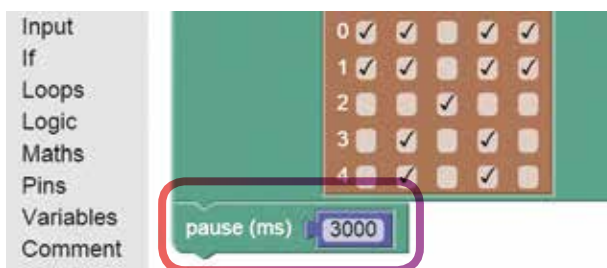 Input
If
Loops
Logic
Maths
Pins
Variables
Comment
0
1
2
3
4
pause (ms) 3000